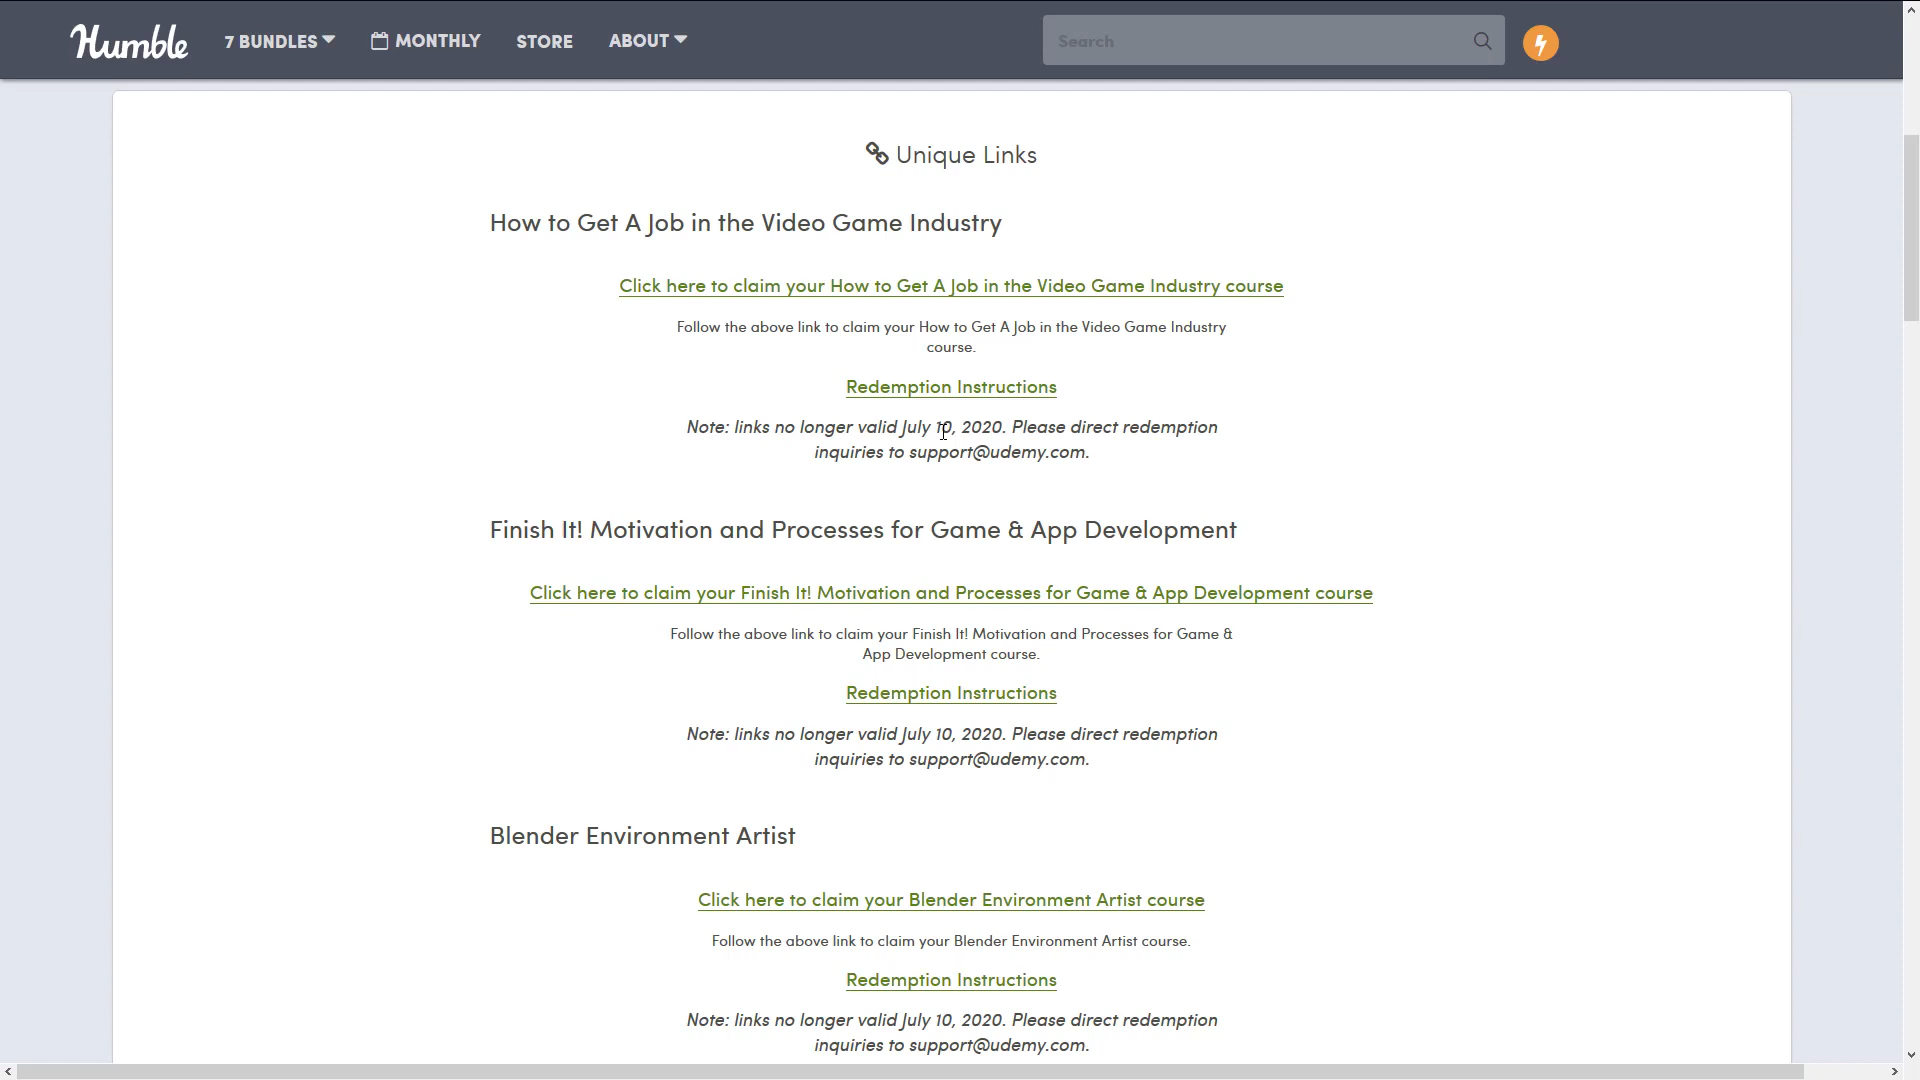 Humble 7 BUNDLES MONTHLY STORE ABOUT Search
Unique Links
How to Get A Job in the Video Game Industry
Click here to claim your How to Get A Job in the Video Game Industry course
Follow the above link to claim your How to Get A Job in the Video Game Industry
course.
Redemption Instructions
Note: links no longer valid July 10, 2020. Please direct redemption
inquiries to support@udemy.com.
Finish It! Motivation and Processes for Game & App Development
Click here to claim your Finish It! Motivation and Processes for Game & App Development course
Follow the above link to claim your Finish It! Motivation and Processes for Game &
App Development course.
Redemption Instructions
Note: links no longer valid July 10, 2020. Please direct redemption
inquiries to support@udemy.com.
Blender Environment Artist
Click here to claim your Blender Environment Artist course
Follow the above link to claim your Blender Environment Artist course.
Redemption Instructions
Note: links no longer valid July 10, 2020. Please direct redemption
inquiries to support@udemy.com.